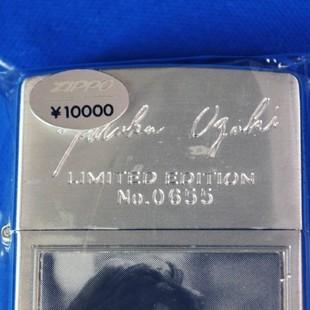 ZIPPO
¥10000
Yutaka Ozaki
LIMITED EDITION
No.0655